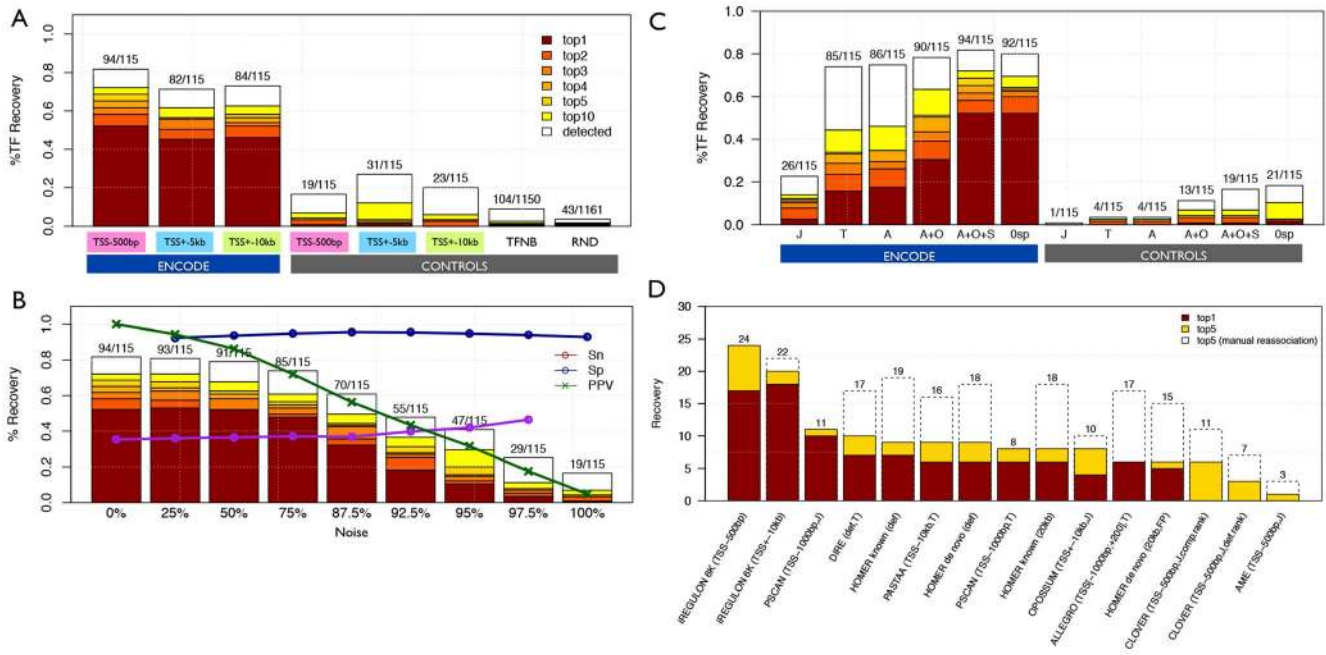 A
%TF Recovery
1.0
0.8
0.6
0.4
0.2
0.0
94/115
82/115
84/115
19/115
31/115
23/115
104/1150
43/1161
top1
top2
top3
top4
top5
top10
detected
TSS-500bp
TSS+-5kb
TSS+-10kb
TSS-500bp
TSS+-5kb
TSS+-10kb
TFNB
RND
ENCODE
CONTROLS
B
% Recovery
1.0
0.8
0.6
0.4
0.2
0.0
94/115
93/115
91/115
85/115
70/115
55/115
47/115
29/115
19/115
Sn
Sp
PPV
0%
25%
50%
75%
87.5%
92.5%
95%
97.5%
100%
Noise
C
%TF Recovery
1.0
0.8
0.6
0.4
0.2
0.0
26/115
85/115
86/115
90/115
94/115
92/115
1/115
4/115
4/115
13/115
19/115
21/115
J
T
A
A+O
A+O+S
0sp
J
T
A
A+O
A+O+S
0sp
ENCODE
CONTROLS
D
Recovery
30
25
20
15
10
5
0
24
22
11
17
19
16
18
8
18
10
17
15
11
7
3
top1
top5
top5 (manual reassociation)
iREGULON 6K (TSS-500bp)
iREGULON 6K (TSS+-10kb)
PSCAN (TSS-1000bp,J)
DIRE (def,T)
HOMER known (def)
PASTAA (TSS-10kb,T)
HOMER de novo (def)
PSCAN (TSS-1000bp,T)
HOMER known (20kb)
OPOSSUM (TSS+-10kb,J)
ALLEGRO (TSS[-1000bp;+200],T)
HOMER de novo (20kb,FP)
CLOVER (TSS-500bp,J,comp.rank)
CLOVER (TSS-500bp,J,def.rank)
AME (TSS-500bp,J)